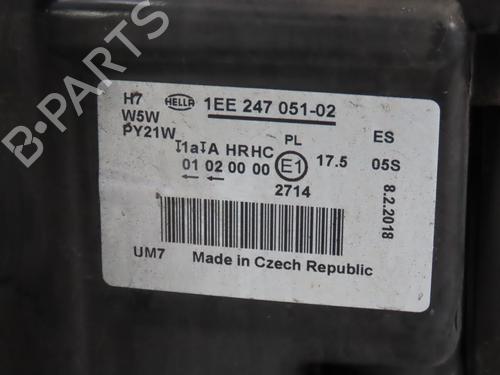 H7 HELLA 1EE 247 051-02
W5W
PY21W PL ES
1a A HRHC E1 17.5 05S
01 02 00 00
2714 8.2.2018
UM7 Made in Czech Republic
B-PARTS